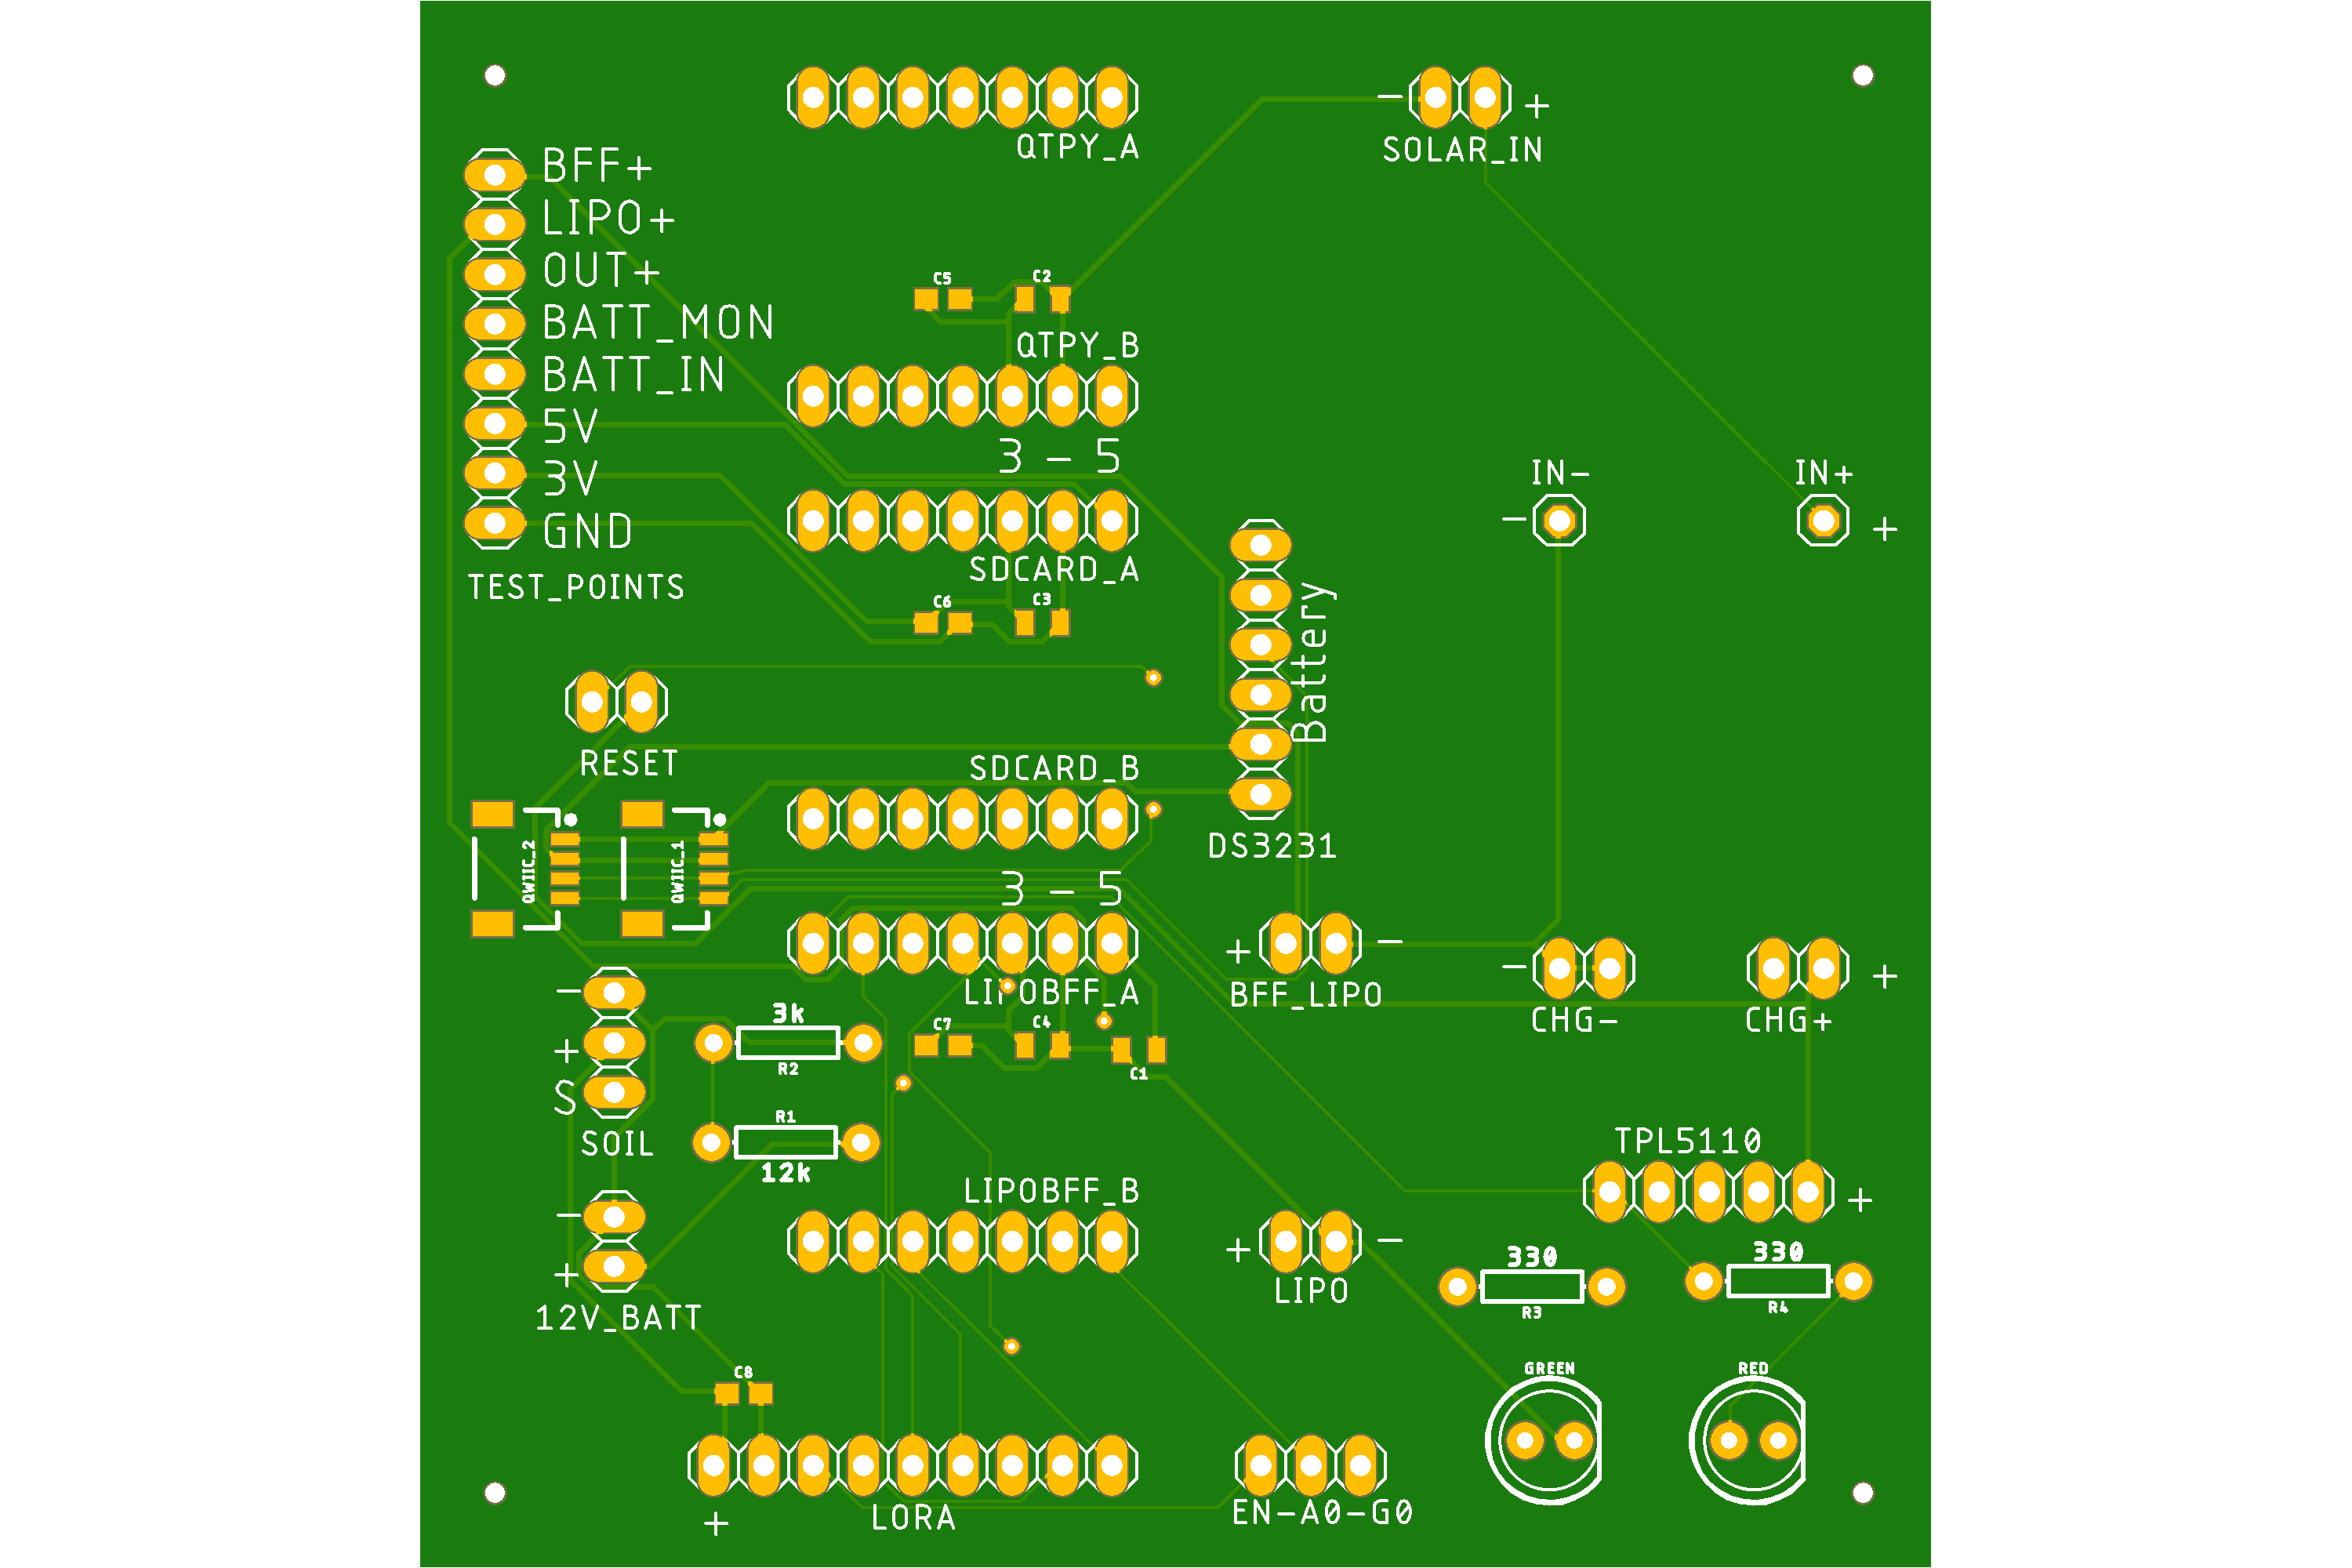 QTPY_A
- +
SOLAR_IN
BFF+
LIPO+
OUT+
BATT_MON
BATT_IN
5V
3V
GND
TEST_POINTS
C5
C2
QTPY_B
3 - 5
SDCARD_A
C6
C3
IN-
IN+
-
+
Battery
RESET
SDCARD_B
DS3231
QWIIC_2
QWIIC_1
3 - 5
LIPOBFF_A
+ -
BFF_LIPO
-
+
CHG-
CHG+
-
+
S
SOIL
3k
R2
C7
C4
C1
R1
12k
TPL5110
+
LIPOBFF_B
-
+
12V_BATT
+ -
LIPO
330
R3
330
R4
C8
GREEN
RED
+
LORA
EN-A0-G0